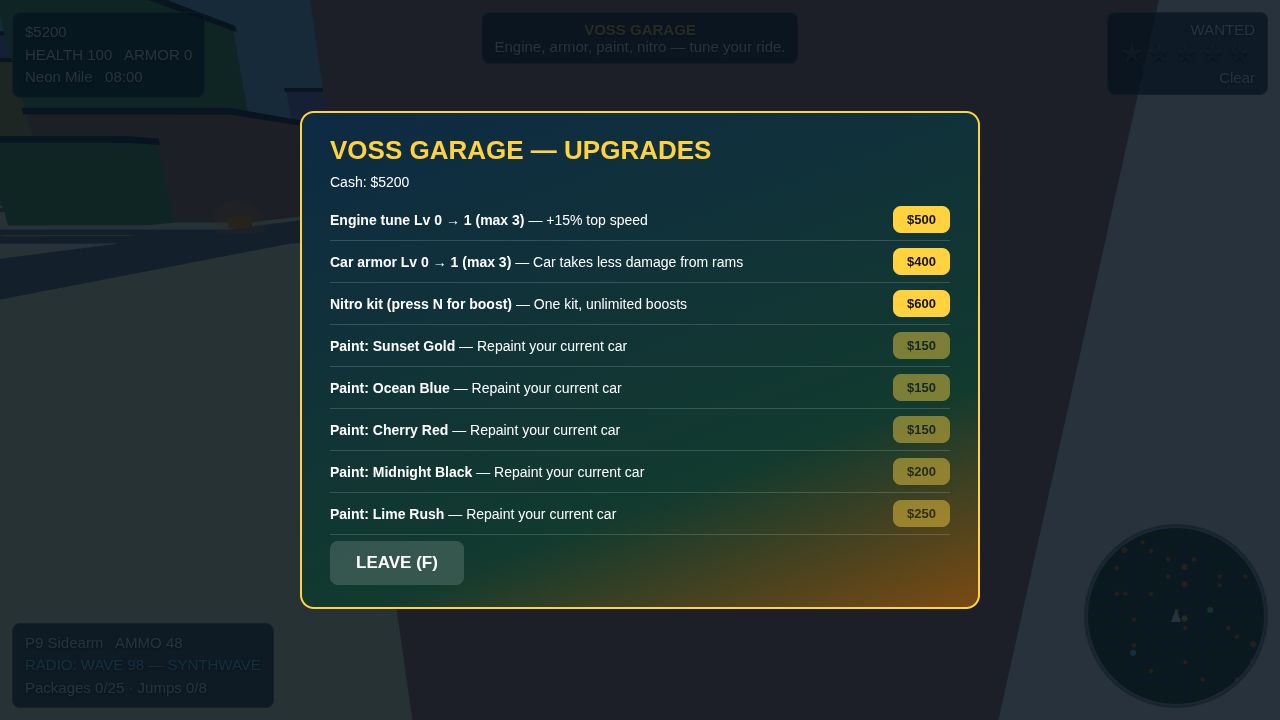 $5200
HEALTH 100 ARMOR 0
Neon Mile 08:00
VOSS GARAGE
Engine, armor, paint, nitro — tune your ride.
WANTED
★★★★★
Clear
VOSS GARAGE — UPGRADES
Cash: $5200
Engine tune Lv 0 → 1 (max 3) — +15% top speed $500
Car armor Lv 0 → 1 (max 3) — Car takes less damage from rams $400
Nitro kit (press N for boost) — One kit, unlimited boosts $600
Paint: Sunset Gold — Repaint your current car $150
Paint: Ocean Blue — Repaint your current car $150
Paint: Cherry Red — Repaint your current car $150
Paint: Midnight Black — Repaint your current car $200
Paint: Lime Rush — Repaint your current car $250
LEAVE (F)
P9 Sidearm AMMO 48
RADIO: WAVE 98 — SYNTHWAVE
Packages 0/25 · Jumps 0/8